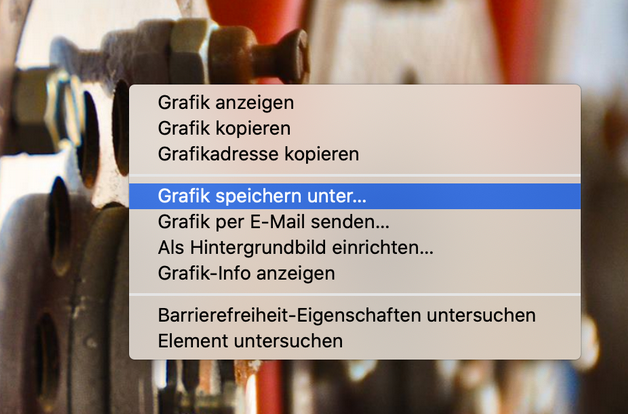 Grafik anzeigen
Grafik kopieren
Grafikadresse kopieren
Grafik speichern unter...
Grafik per E-Mail senden...
Als Hintergrundbild einrichten...
Grafik-Info anzeigen
Barrierefreiheit-Eigenschaften untersuchen
Element untersuchen